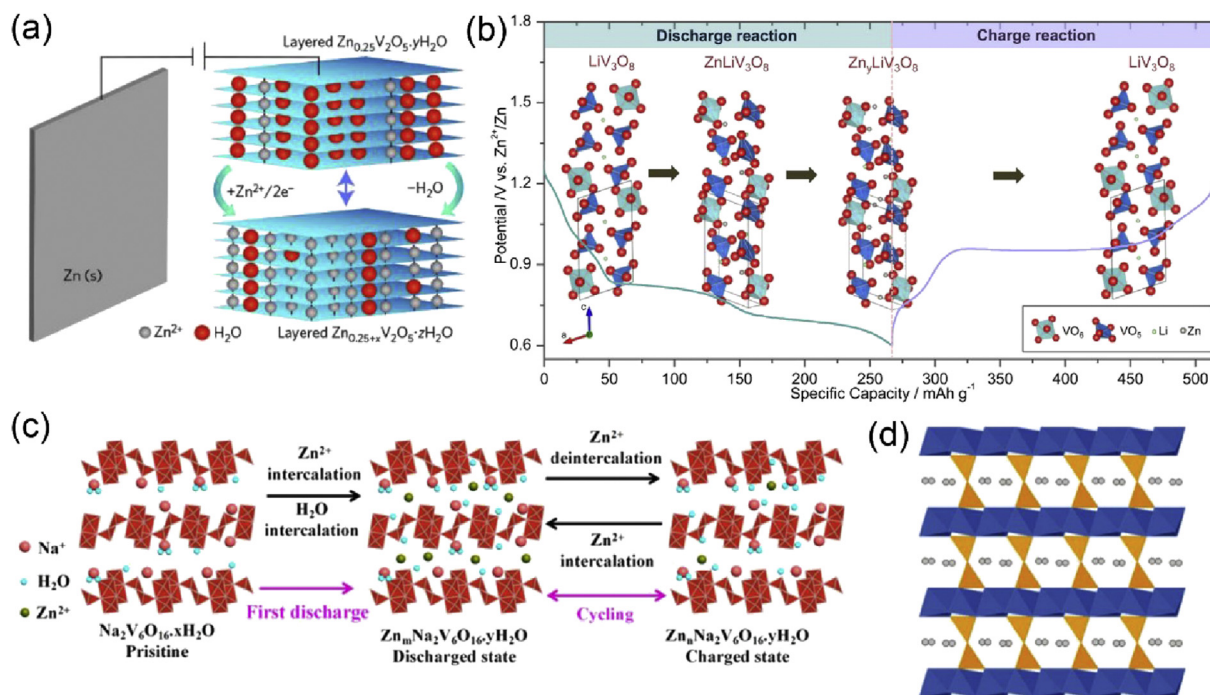 (a)
Layered Zn0.25V2O5·yH2O
+Zn2+/2e−
−H2O
Zn (s)
Zn2+
H2O
Layered Zn0.25+xV2O5·zH2O
(b)
Discharge reaction
Charge reaction
LiV3O8
ZnLiV3O8
ZnyLiV3O8
LiV3O8
Potential /V vs. Zn2+/Zn
1.8
1.5
1.2
0.9
0.6
c
a
VO6
VO5
Li
Zn
0
50
100
150
200
250
300
350
400
450
500
Specific Capacity / mAh g-1
(c)
Zn2+
intercalation
H2O
intercalation
Zn2+
deintercalation
Zn2+
intercalation
Na+
H2O
Zn2+
First discharge
Cycling
Na2V6O16.xH2O
Prisitine
ZnmNa2V6O16.yH2O
Discharged state
ZnnNa2V6O16.yH2O
Charged state
(d)